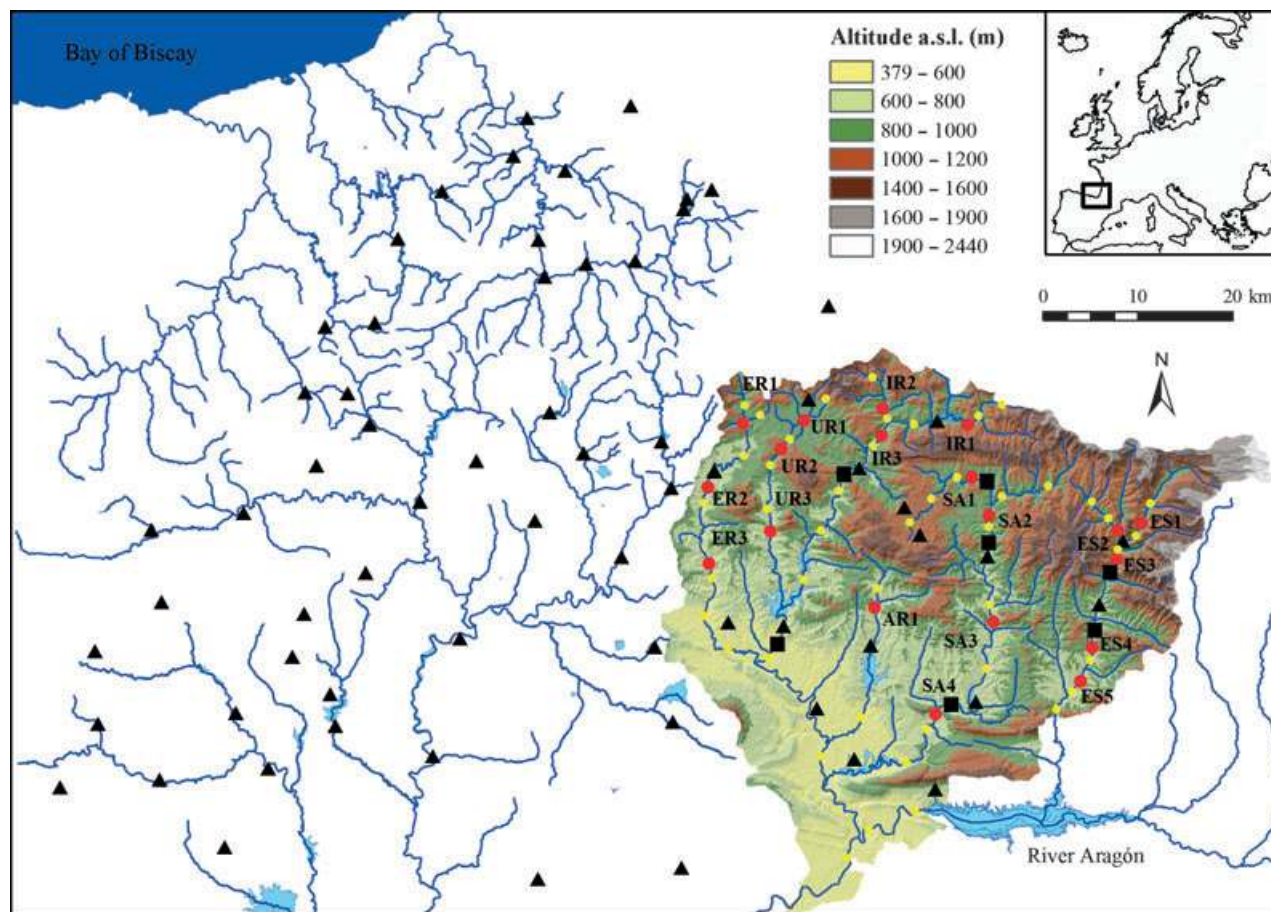 Bay of Biscay
Altitude a.s.l. (m)
379 – 600
600 – 800
800 – 1000
1000 – 1200
1400 – 1600
1600 – 1900
1900 – 2440
0 10 20 km
N
ER1
IR2
UR1
IR1
UR2
IR3
ER2
UR3
SA1
SA2
ES1
ES2
ER3
ES3
AR1
SA3
ES4
SA4
ES5
River Aragón